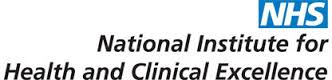 NHS
National Institute for
Health and Clinical Excellence